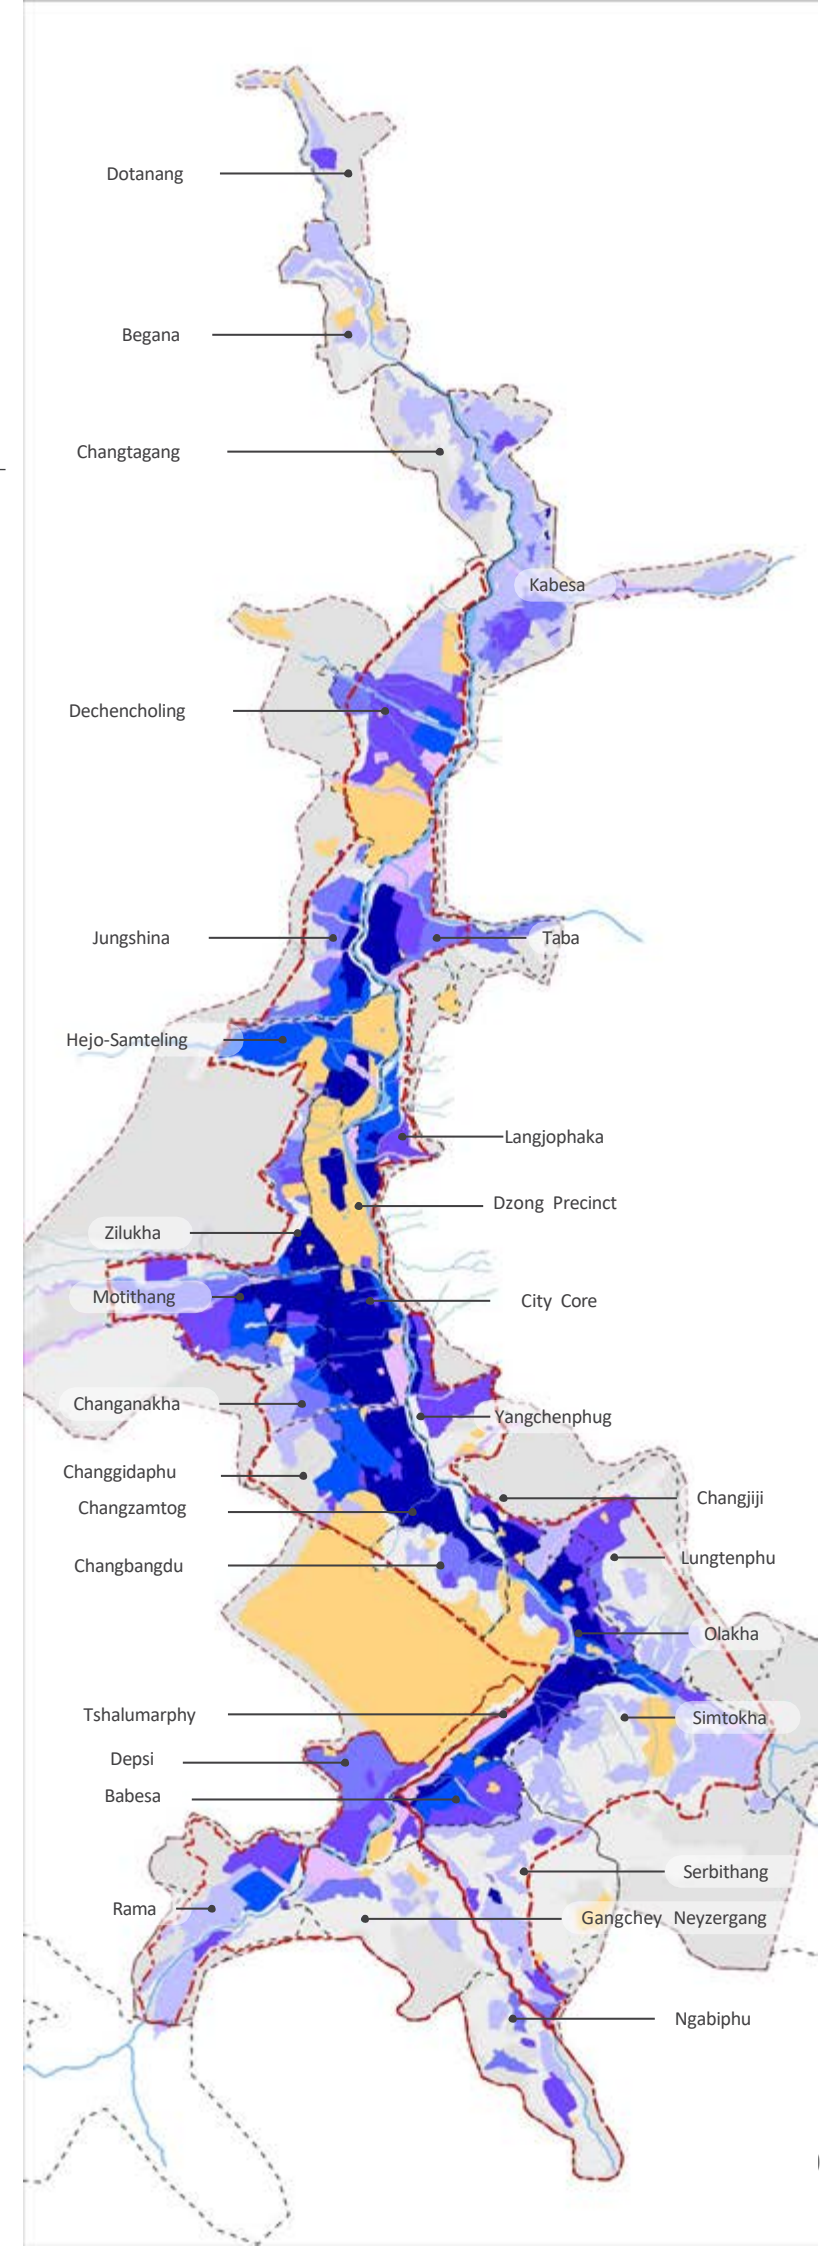 Dotanang
Begana
Changtagang
Kabesa
Dechencholing
Jungshina
Taba
Hejo-Samteling
Langjophaka
Dzong Precinct
Zilukha
Motithang
City Core
Changanakha
Yangchenphug
Changgidaphu
Changjiji
Changzamtog
Lungtenphu
Changbangdu
Olakha
Tshalumarphy
Simtokha
Depsi
Babesa
Serbithang
Rama
Gangchey Neyzergang
Ngabiphu